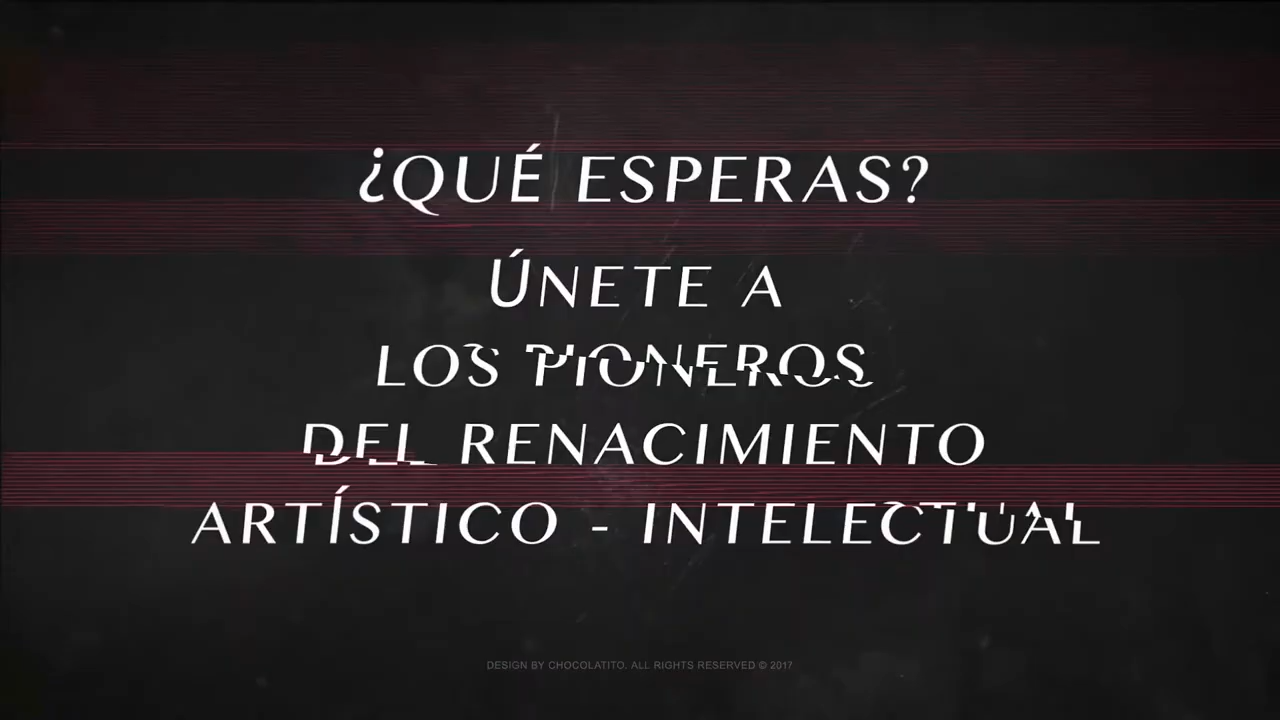 ¿QUÉ ESPERAS?
ÚNETE A
LOS PIONEROS
DEL RENACIMIENTO
ARTÍSTICO - INTELECTUAL
DESIGN BY CHOCOLATITO. ALL RIGHTS RESERVED © 2017